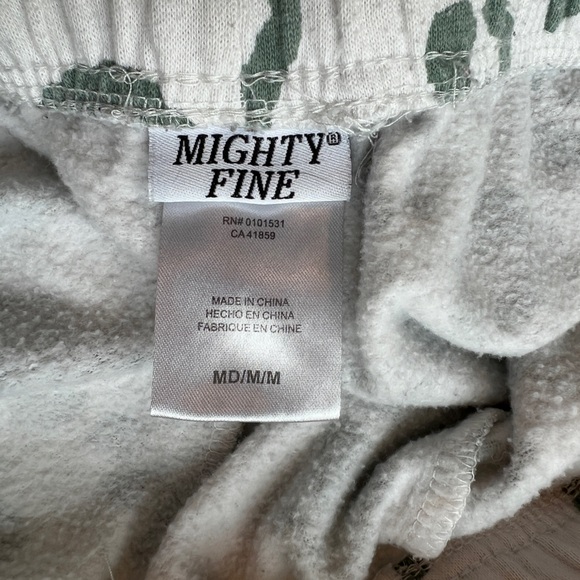 MIGHTY®
FINE
RN# 0101531
CA 41859
MADE IN CHINA
HECHO EN CHINA
FABRIQUE EN CHINE
MD/M/M